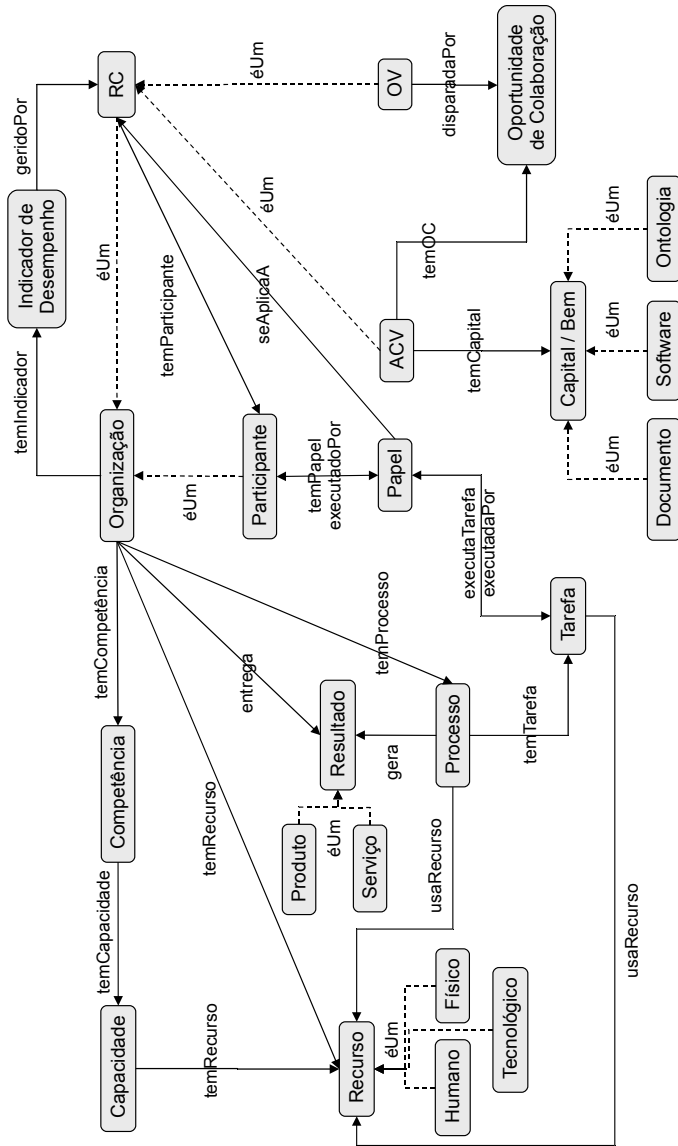 Capacidade
temCapacidade
Competência
temCompetência
Organização
temIndicador
Indicador de
Desempenho
geridoPor
RC
temRecurso
temRecurso
entrega
temProcesso
éUm
éUm
temParticipante
Participante
seAplicaA
éUm
éUm
Produto
Serviço
éUm
Resultado
gera
Processo
temPapel
executadoPor
Papel
ACV
OV
Recurso
usaRecurso
éUm
Humano
Físico
Tecnológico
temTarefa
executaTarefa
executadaPor
temOC
temCapital
disparadaPor
Oportunidade
de Colaboração
Tarefa
Capital / Bem
usaRecurso
éUm
éUm
éUm
Documento
Software
Ontologia